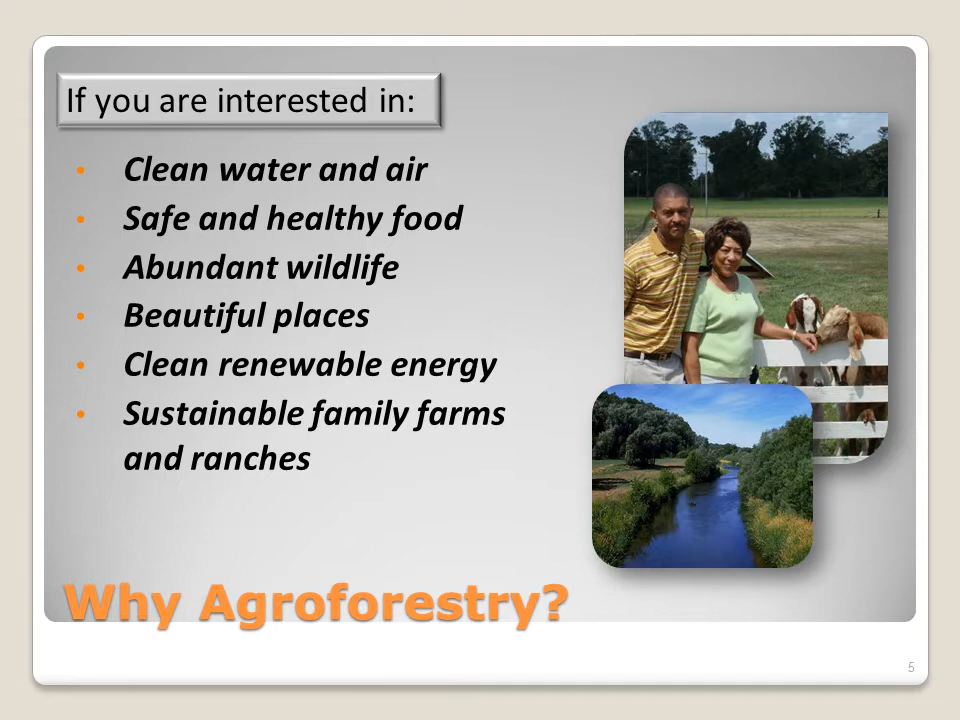 If you are interested in:
• Clean water and air
• Safe and healthy food
• Abundant wildlife
• Beautiful places
• Clean renewable energy
• Sustainable family farms
and ranches
Why Agroforestry?
5